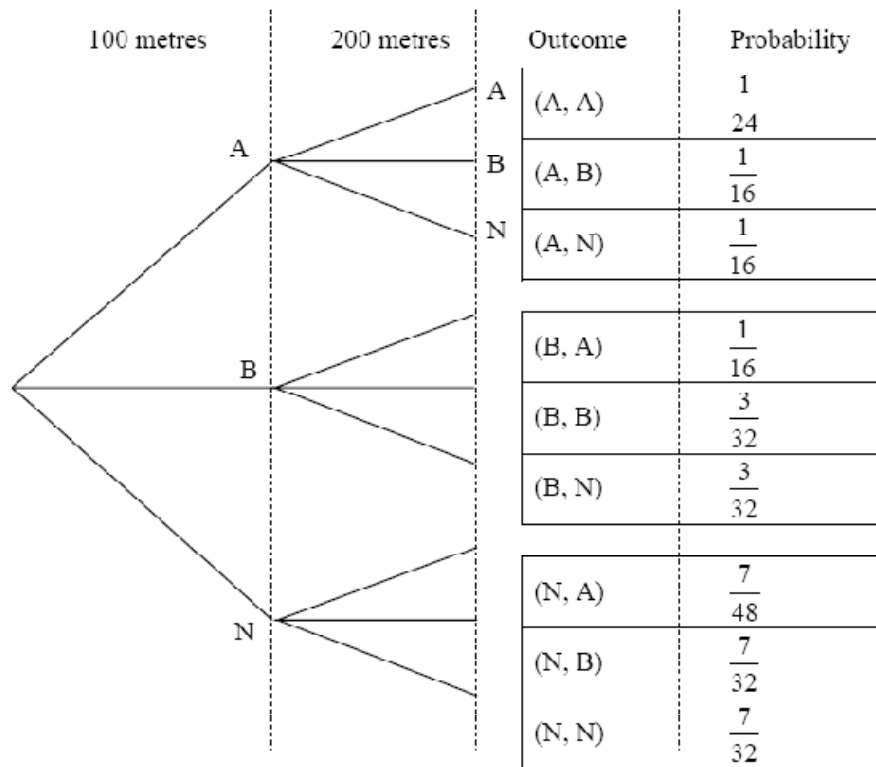 100 metres 200 metres Outcome Probability
A (A, A) 1
24
A
B (A, B) 1/16
N (A, N) 1/16
B (B, A) 1/16
(B, B) 3/32
(B, N) 3/32
(N, A) 7/48
N (N, B) 7/32
(N, N) 7/32